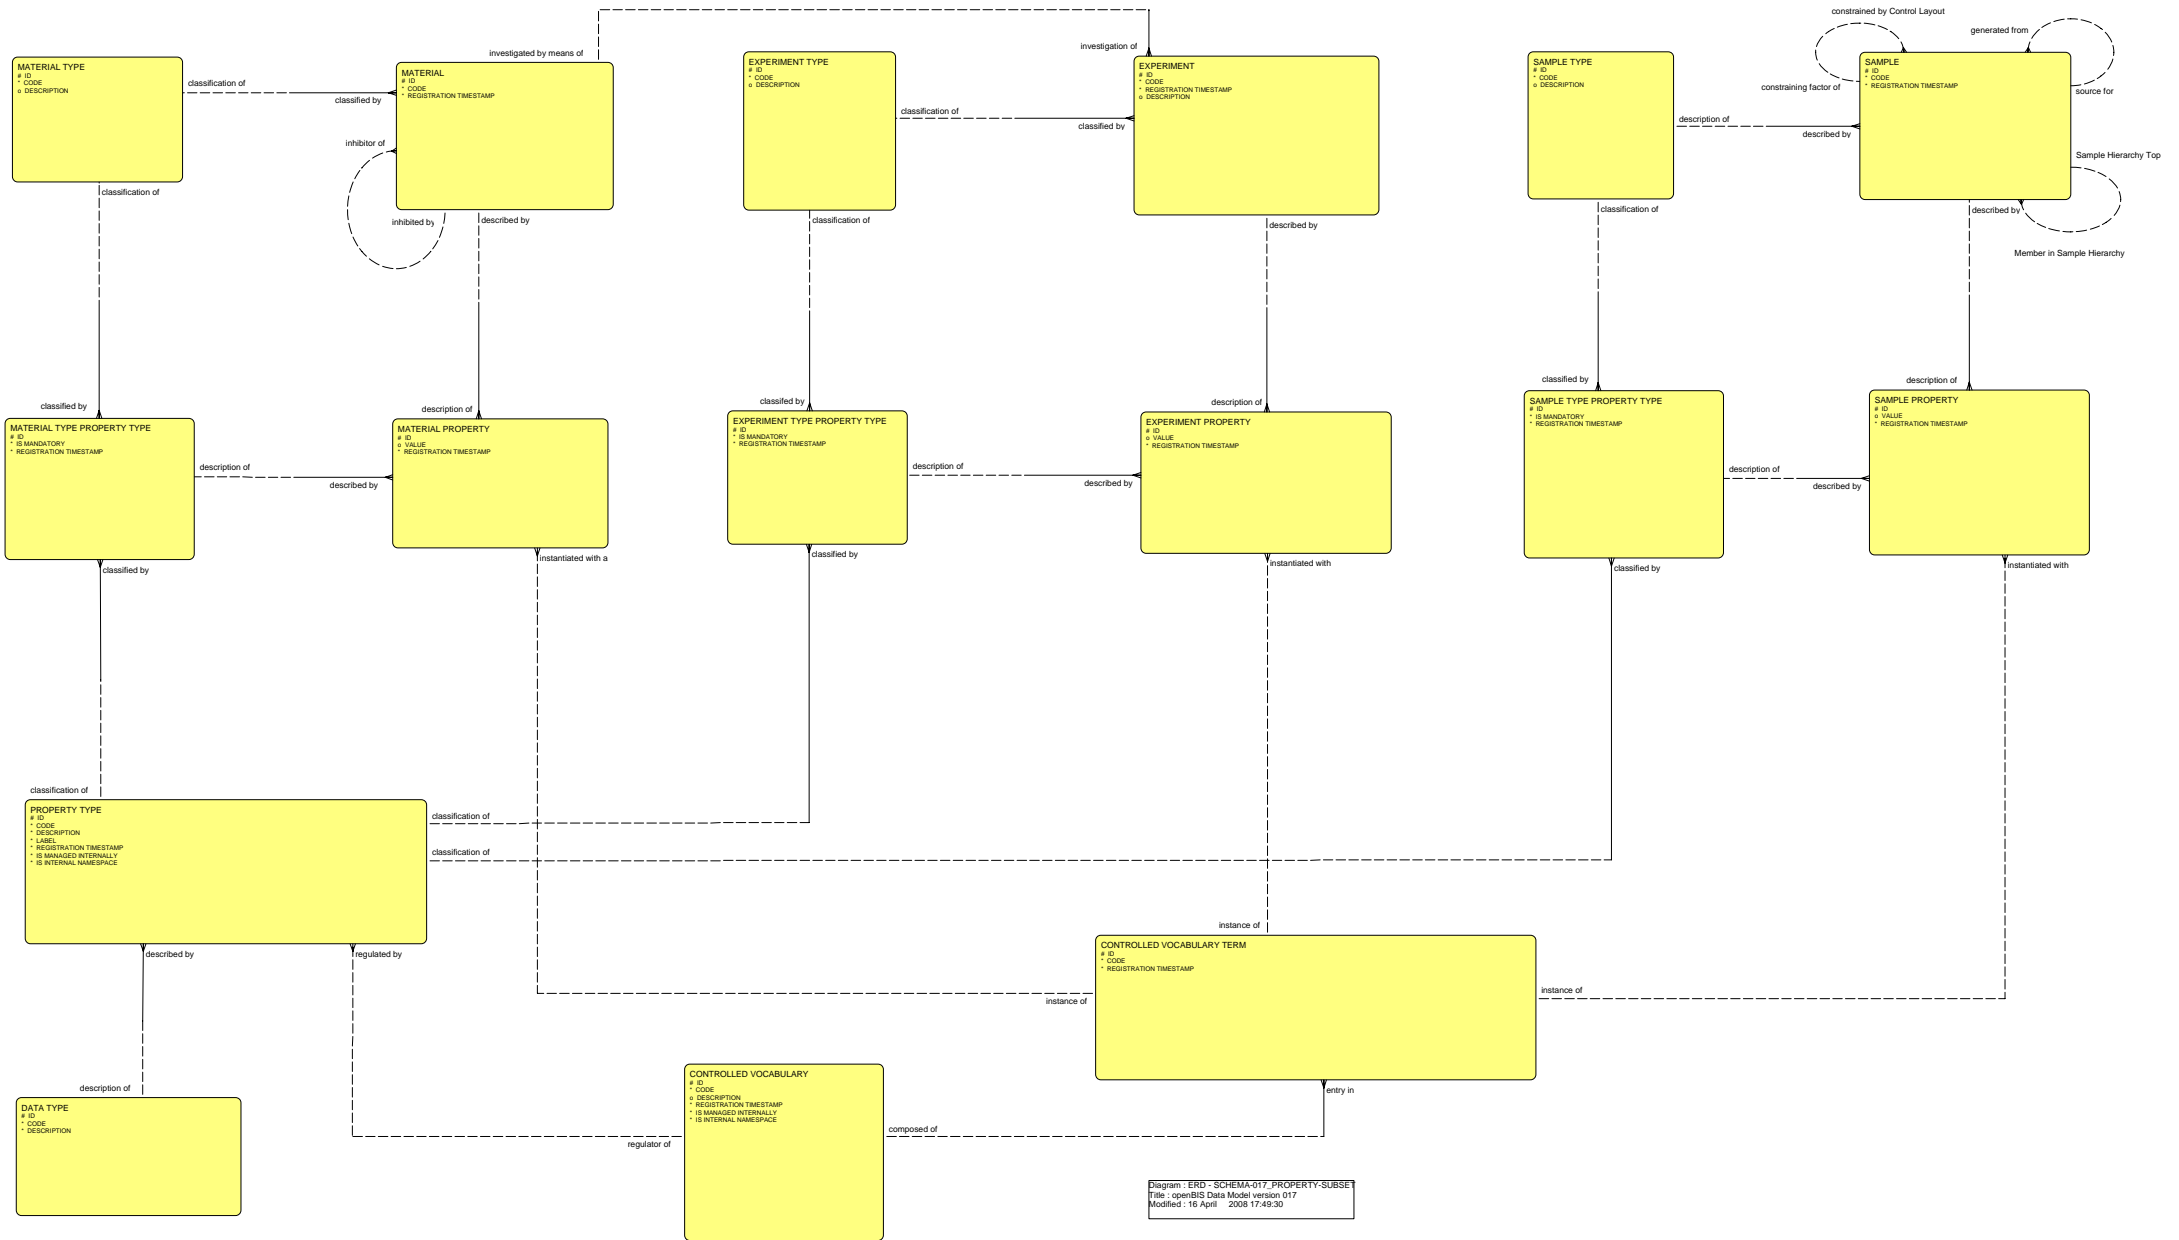 constrained by Control Layout
generated from
investigated by means of
investigation of
MATERIAL TYPE
# ID
* CODE
o DESCRIPTION
classification of
classified by
MATERIAL
# ID
* CODE
* REGISTRATION TIMESTAMP
inhibitor of
inhibited by
described by
classification of
EXPERIMENT TYPE
# ID
* CODE
o DESCRIPTION
classification of
classified by
classification of
EXPERIMENT
# ID
* CODE
* REGISTRATION TIMESTAMP
o DESCRIPTION
described by
SAMPLE TYPE
# ID
* CODE
o DESCRIPTION
description of
described by
classification of
SAMPLE
# ID
* CODE
* REGISTRATION TIMESTAMP
constraining factor of
source for
Sample Hierarchy Top
described by
Member in Sample Hierarchy
classified by
MATERIAL TYPE PROPERTY TYPE
# ID
* IS MANDATORY
* REGISTRATION TIMESTAMP
description of
described by
classified by
description of
MATERIAL PROPERTY
# ID
o VALUE
* REGISTRATION TIMESTAMP
instantiated with a
classifed by
EXPERIMENT TYPE PROPERTY TYPE
# ID
* IS MANDATORY
* REGISTRATION TIMESTAMP
description of
described by
classified by
description of
EXPERIMENT PROPERTY
# ID
o VALUE
* REGISTRATION TIMESTAMP
instantiated with
classified by
SAMPLE TYPE PROPERTY TYPE
# ID
* IS MANDATORY
* REGISTRATION TIMESTAMP
description of
described by
classified by
description of
SAMPLE PROPERTY
# ID
o VALUE
* REGISTRATION TIMESTAMP
instantiated with
classification of
PROPERTY TYPE
# ID
* CODE
* DESCRIPTION
* LABEL
* REGISTRATION TIMESTAMP
* IS MANAGED INTERNALLY
* IS INTERNAL NAMESPACE
classification of
classification of
described by
regulated by
instance of
CONTROLLED VOCABULARY TERM
# ID
* CODE
* REGISTRATION TIMESTAMP
instance of
instance of
entry in
description of
DATA TYPE
# ID
* CODE
* DESCRIPTION
CONTROLLED VOCABULARY
# ID
* CODE
o DESCRIPTION
* REGISTRATION TIMESTAMP
* IS MANAGED INTERNALLY
* IS INTERNAL NAMESPACE
regulator of
composed of
Diagram : ERD - SCHEMA-017_PROPERTY-SUBSET
Title : openBIS Data Model version 017
Modified : 16 April 2008 17:49:30